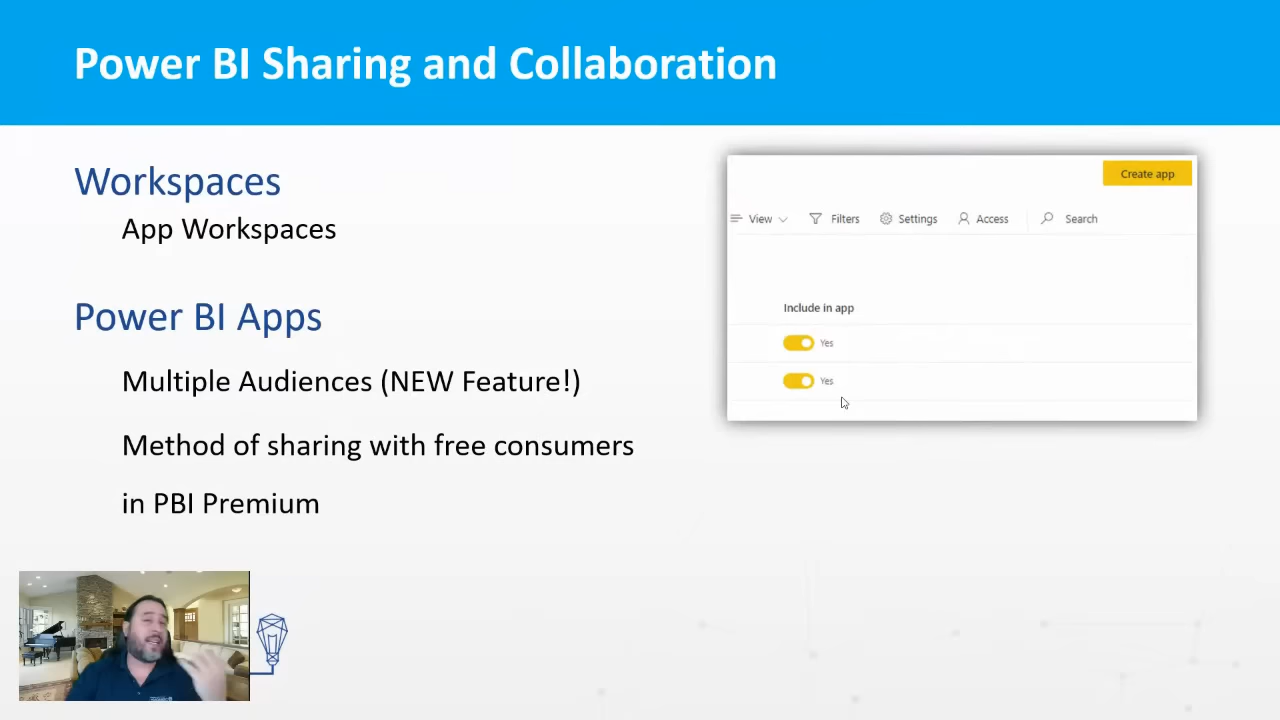 Power BI Sharing and Collaboration
Workspaces
App Workspaces
Power BI Apps
Multiple Audiences (NEW Feature!)
Method of sharing with free consumers
in PBI Premium
Create app
View
Filters
Settings
Access
Search
Include in app
Yes
Yes